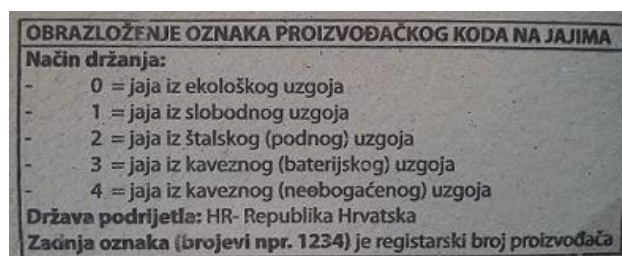 OBRAZLOŽENJE OZNAKA PROIZVOĐAČKOG KODA NA JAJIMA
Način držanja:
- 0 = jaja iz ekološkog uzgoja
- 1 = jaja iz slobodnog uzgoja
- 2 = jaja iz štalskog (podnog) uzgoja
- 3 = jaja iz kaveznog (baterijskog) uzgoja
- 4 = jaja iz kaveznog (neobogaćenog) uzgoja
Država podrijetla: HR- Republika Hrvatska
Zadnja oznaka (brojevi npr. 1234) je registarski broj proizvođača